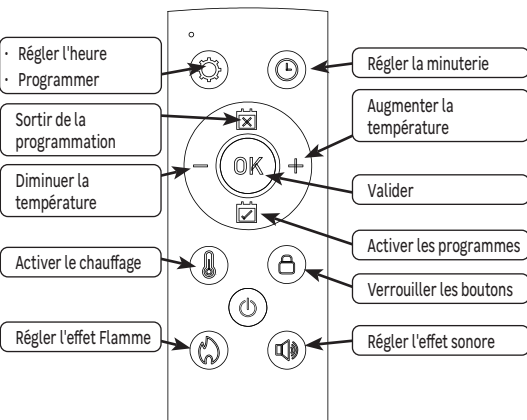 · Régler l'heure
· Programmer
Régler la minuterie
Sortir de la
programmation
Augmenter la
température
OK
Diminuer la
température
Valider
Activer les programmes
Activer le chauffage
Verrouiller les boutons
Régler l'effet Flamme
Régler l'effet sonore